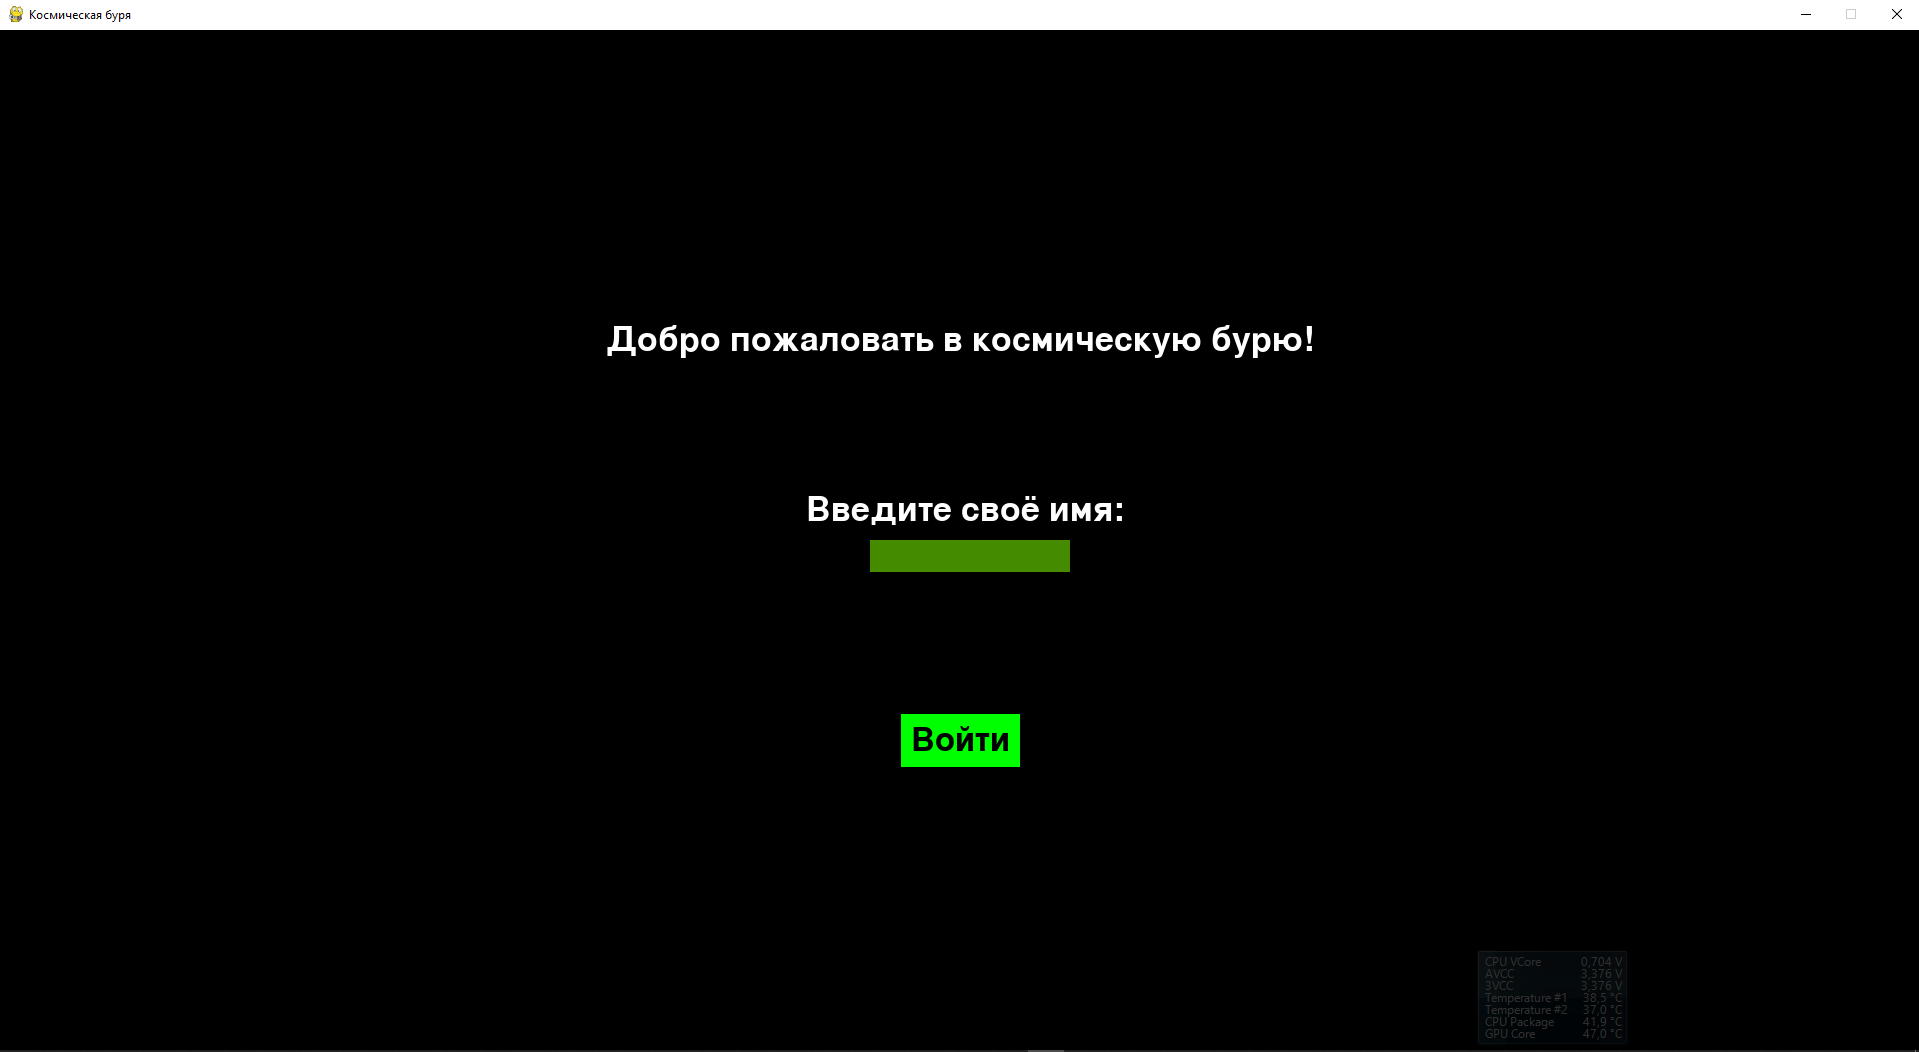 Космическая буря
Добро пожаловать в космическую бурю!
Введите своё имя:
Войти
CPU VCore 0,704 V
AVCC 3,376 V
3VCC 3,376 V
Temperature #1 38,5 °C
Temperature #2 37,0 °C
CPU Package 41,9 °C
GPU Core 47,0 °C